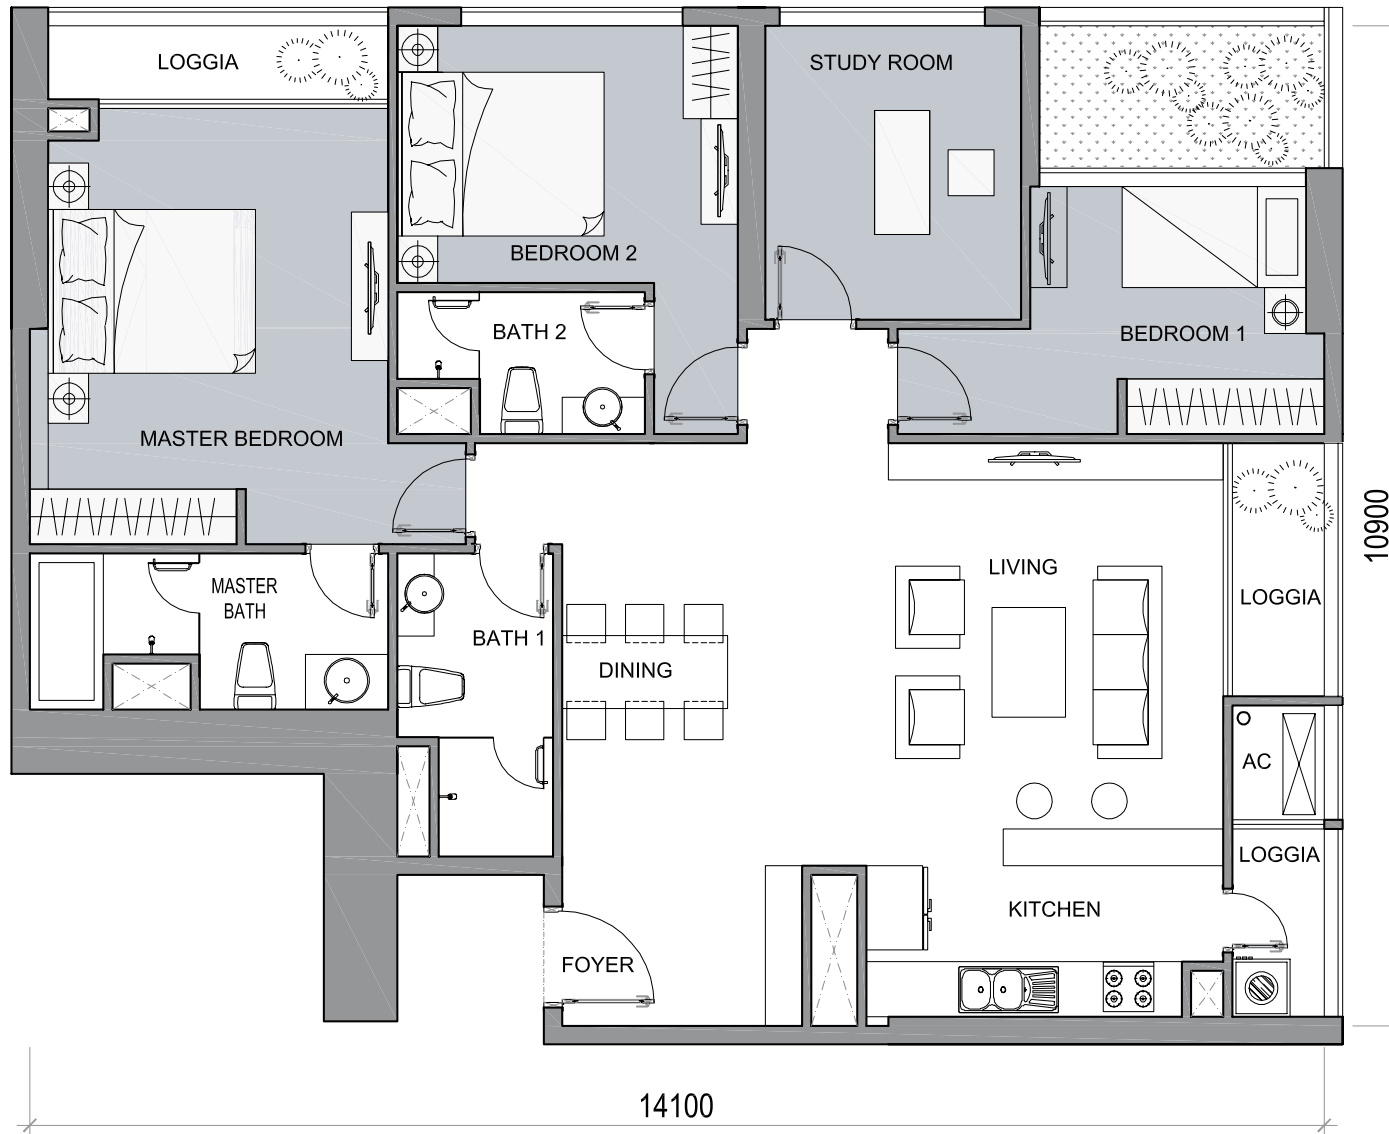 LOGGIA
STUDY ROOM
BEDROOM 2
BATH 2
BEDROOM 1
MASTER BEDROOM
10900
LIVING
MASTER
BATH
LOGGIA
BATH 1
DINING
AC
LOGGIA
KITCHEN
FOYER
14100